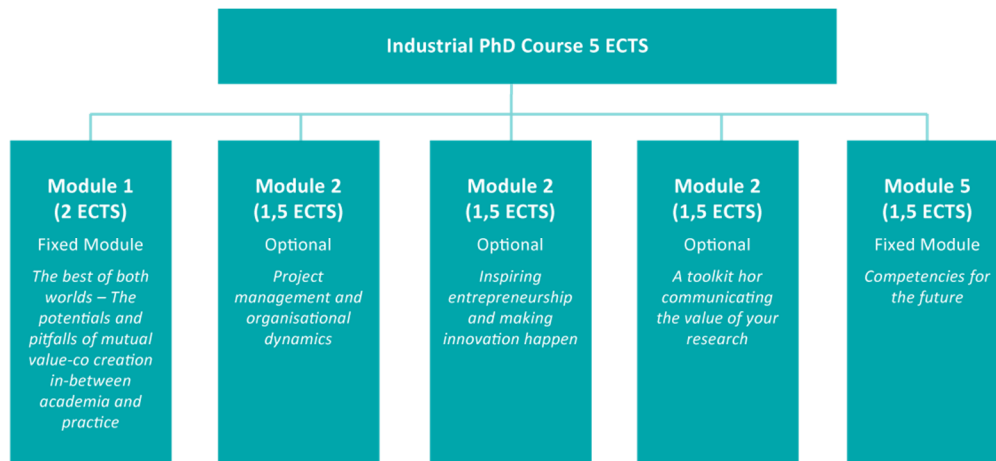 Industrial PhD Course 5 ECTS
Module 1
(2 ECTS)
Fixed Module
The best of both
worlds – The
potentials and
pitfalls of mutual
value-co creation
in-between
academia and
practice
Module 2
(1,5 ECTS)
Optional
Project
management and
organisational
dynamics
Module 2
(1,5 ECTS)
Optional
Inspiring
entrepreneurship
and making
innovation happen
Module 2
(1,5 ECTS)
Optional
A toolkit hor
communicating
the value of your
research
Module 5
(1,5 ECTS)
Fixed Module
Competencies for
the future